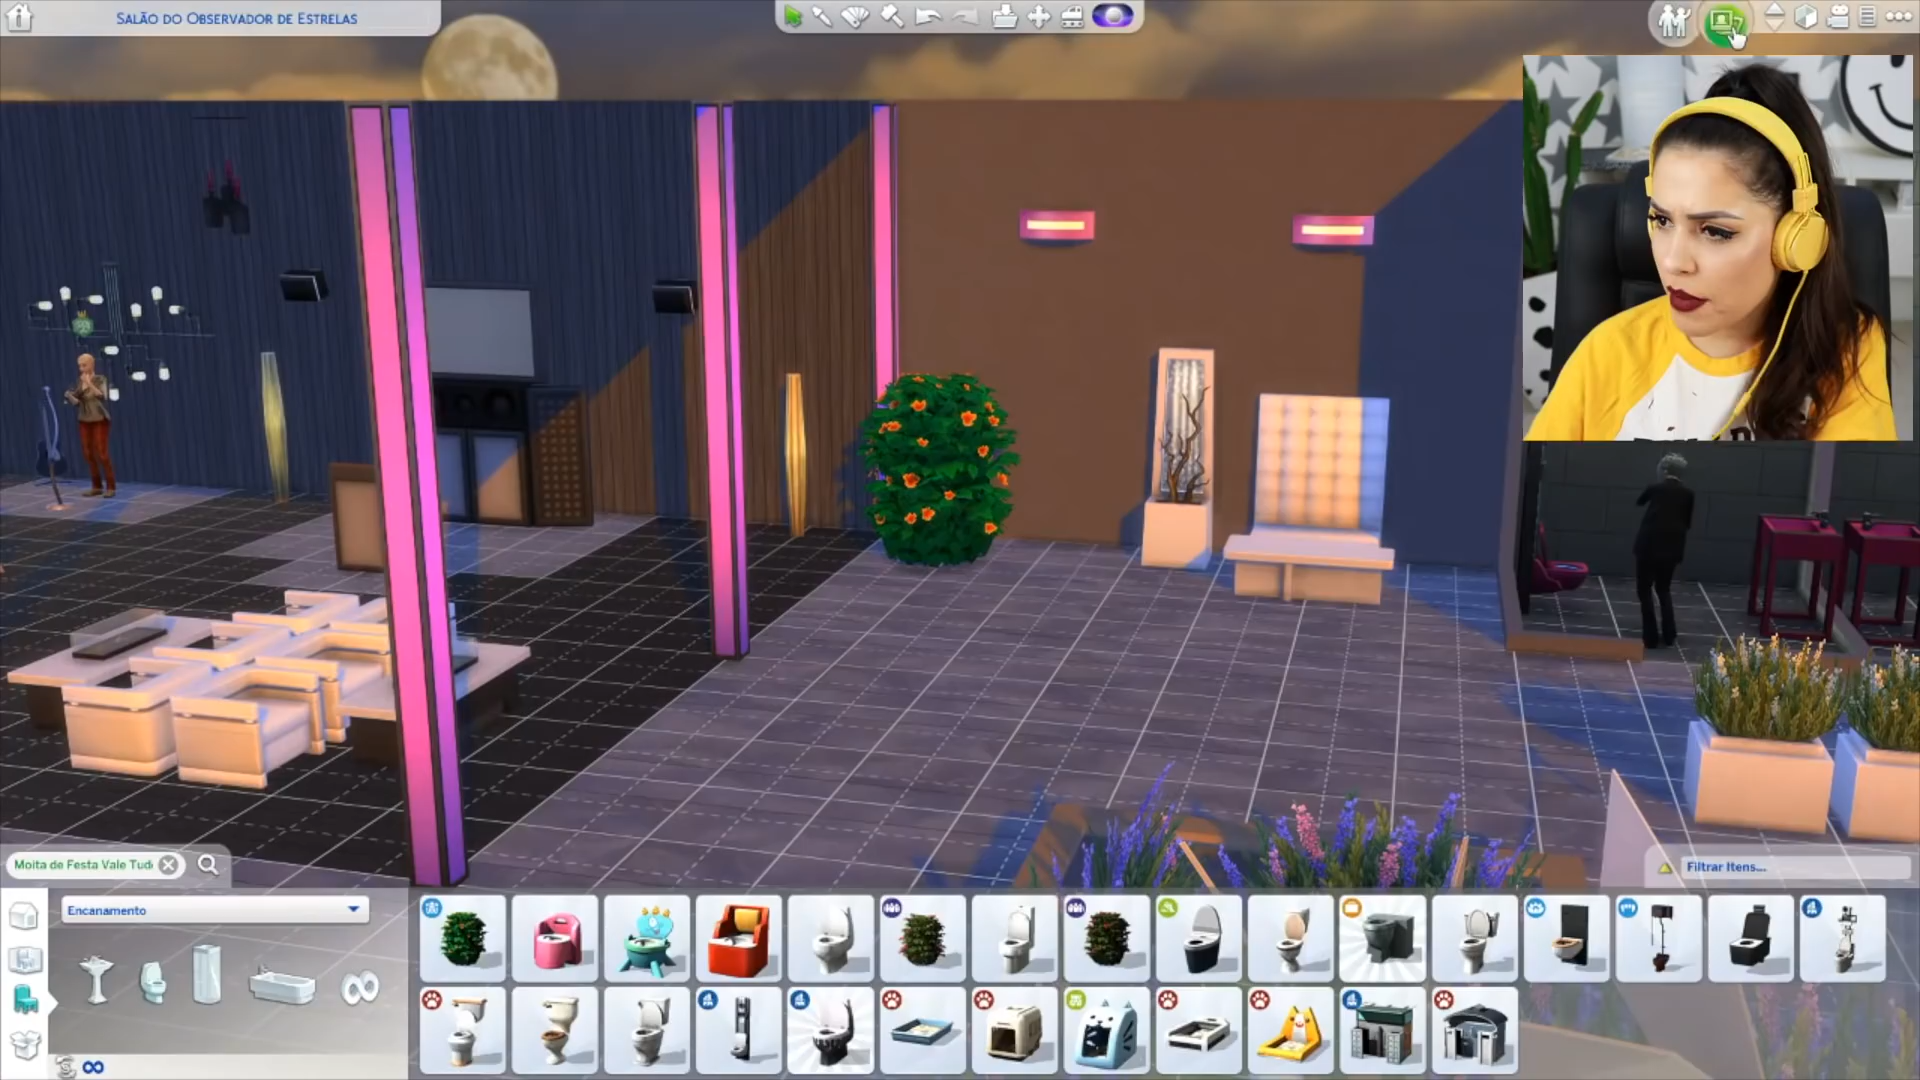 SALÃO DO OBSERVADOR DE ESTRELAS
Moita de Festa Vale Tud
Filtrar Itens...
Encanamento